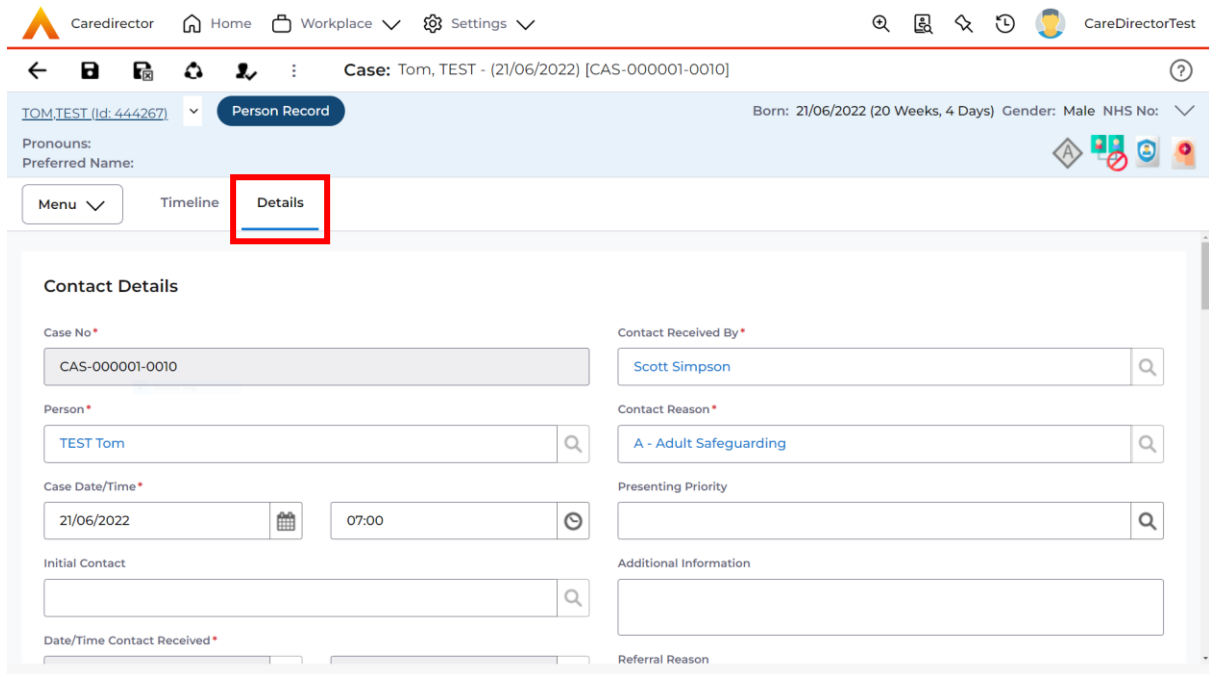 Caredirector Home Workplace Settings CareDirectorTest
Case: Tom, TEST - (21/06/2022) [CAS-000001-0010]
TOM,TEST (Id: 444267) Person Record Born: 21/06/2022 (20 Weeks, 4 Days) Gender: Male NHS No:
Pronouns:
Preferred Name:
Menu Timeline Details
Contact Details
Case No* Contact Received By*
CAS-000001-0010 Scott Simpson
Person* Contact Reason*
TEST Tom A - Adult Safeguarding
Case Date/Time* Presenting Priority
21/06/2022 07:00
Initial Contact Additional Information
Date/Time Contact Received*
Referral Reason